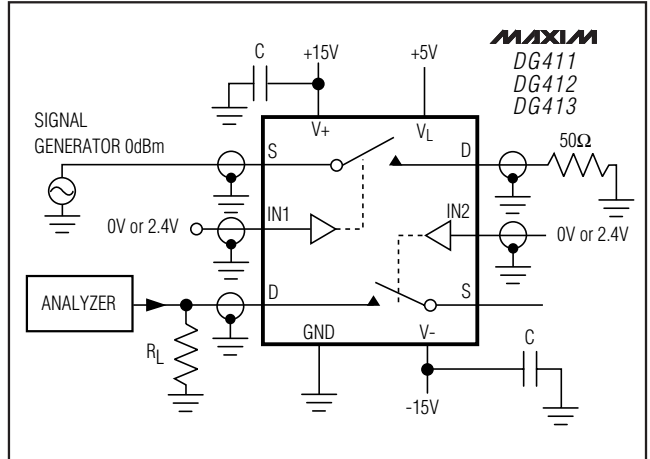 MAXIM
DG411
DG412
DG413
C
+15V
+5V
SIGNAL
GENERATOR 0dBm
V+
VL
50Ω
S
D
IN1
IN2
0V or 2.4V
0V or 2.4V
ANALYZER
D
S
RL
GND
V-
C
-15V